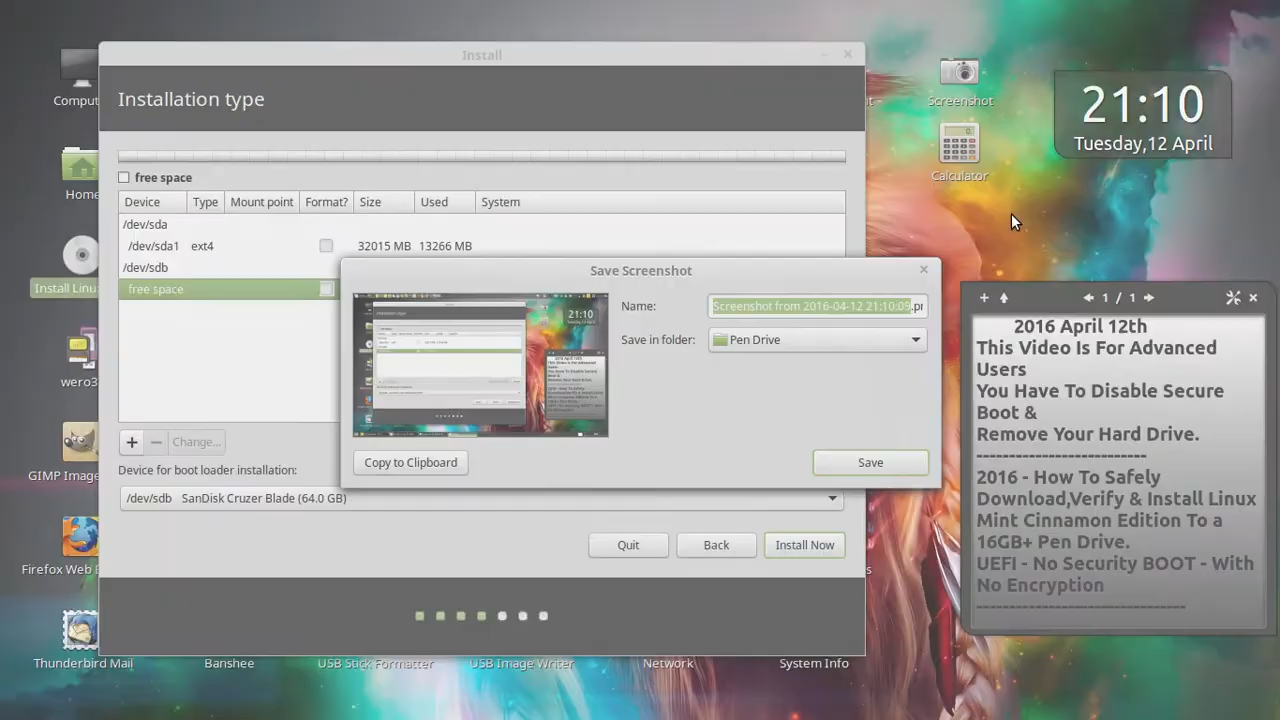 Install
Installation type
free space
Device Type Mount point Format? Size Used System
/dev/sda
/dev/sda1 ext4 32015 MB 13266 MB
/dev/sdb
free space
+ − Change...
Device for boot loader installation:
/dev/sdb SanDisk Cruzer Blade (64.0 GB)
Quit Back Install Now
Save Screenshot
Name: Screenshot from 2016-04-12 21:10:09.pr
Save in folder: Pen Drive
Copy to Clipboard Save
Comput
Home
Install Linu
wero3
GIMP Image
Firefox Web B
Thunderbird Mail
Banshee
USB Stick Formatter
USB Image Writer
Network
System Info
Screenshot
Calculator
21:10
Tuesday,12 April
1 / 1
2016 April 12th
This Video Is For Advanced
Users
You Have To Disable Secure
Boot &
Remove Your Hard Drive.
-------------------------
2016 - How To Safely
Download,Verify & Install Linux
Mint Cinnamon Edition To a
16GB+ Pen Drive.
UEFI - No Security BOOT - With
No Encryption
-------------------------------